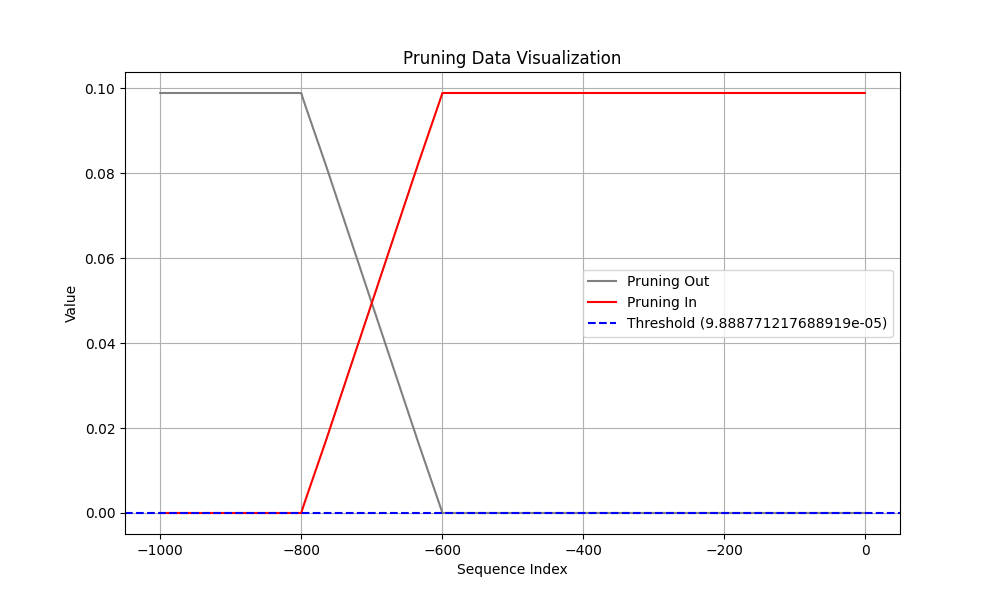 Pruning Data Visualization
Value
0.10
0.08
0.06
0.04
0.02
0.00
Pruning Out
Pruning In
Threshold (9.888771217688919e-05)
−1000 −800 −600 −400 −200 0
Sequence Index